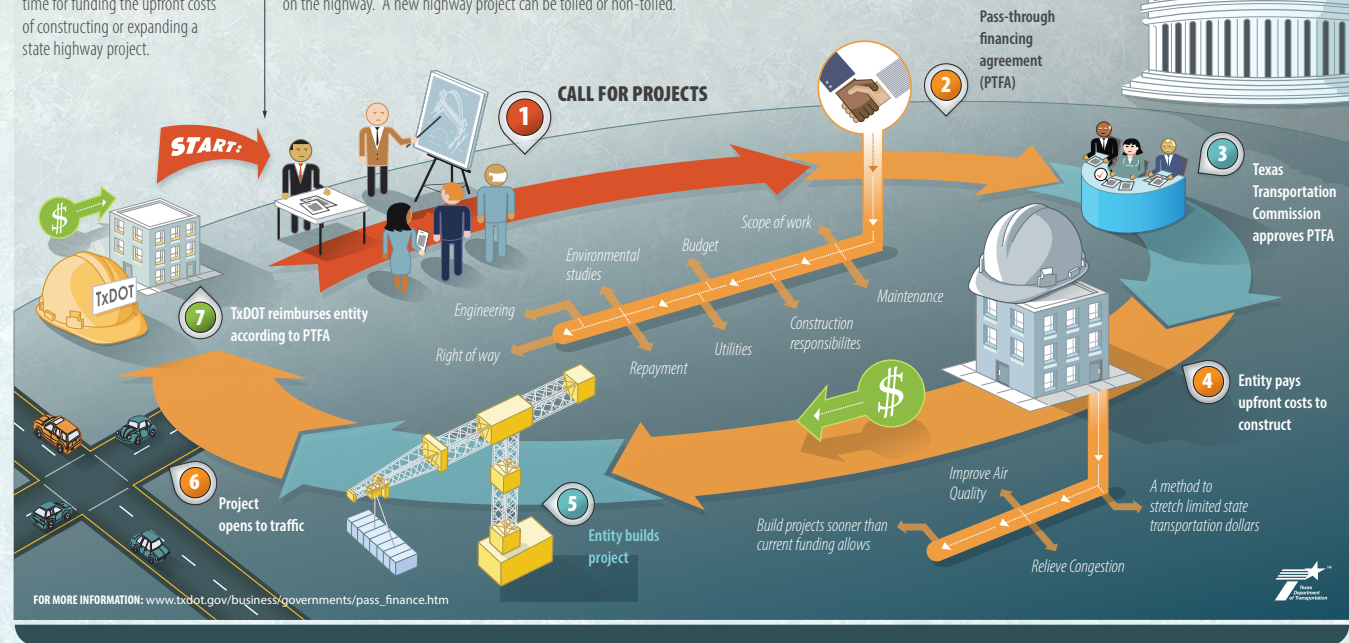 time for funding the upfront costs
of constructing or expanding a
state highway project.
on the highway. A new highway project can be tolled or non-tolled.
START:
1
CALL FOR PROJECTS
2
Pass-through
financing
agreement
(PTFA)
3
Texas
Transportation
Commission
approves PTFA
Scope of work
Budget
Environmental
studies
Engineering
Right of way
Maintenance
Construction
responsibilites
Utilities
Repayment
$
4
Entity pays
upfront costs to
construct
Improve Air
Quality
A method to
stretch limited state
transportation dollars
Build projects sooner than
current funding allows
Relieve Congestion
5
Entity builds
project
6
Project
opens to traffic
$
TxDOT
7
TxDOT reimburses entity
according to PTFA
FOR MORE INFORMATION: www.txdot.gov/business/governments/pass_finance.htm
Texas
Department
of Transportation